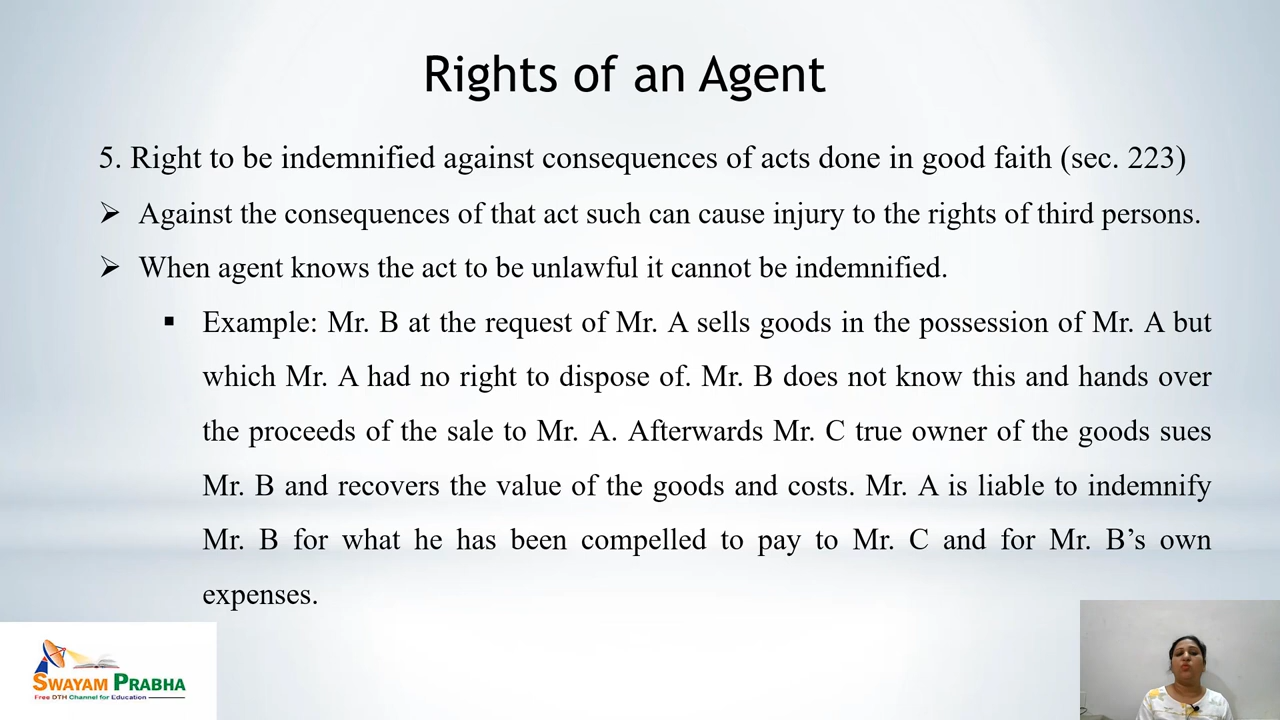 Rights of an Agent
5. Right to be indemnified against consequences of acts done in good faith (sec. 223)
➢ Against the consequences of that act such can cause injury to the rights of third persons.
➢ When agent knows the act to be unlawful it cannot be indemnified.
▪ Example: Mr. B at the request of Mr. A sells goods in the possession of Mr. A but
which Mr. A had no right to dispose of. Mr. B does not know this and hands over
the proceeds of the sale to Mr. A. Afterwards Mr. C true owner of the goods sues
Mr. B and recovers the value of the goods and costs. Mr. A is liable to indemnify
Mr. B for what he has been compelled to pay to Mr. C and for Mr. B’s own
expenses.
SWAYAM PRABHA
Free DTH Channel for Education